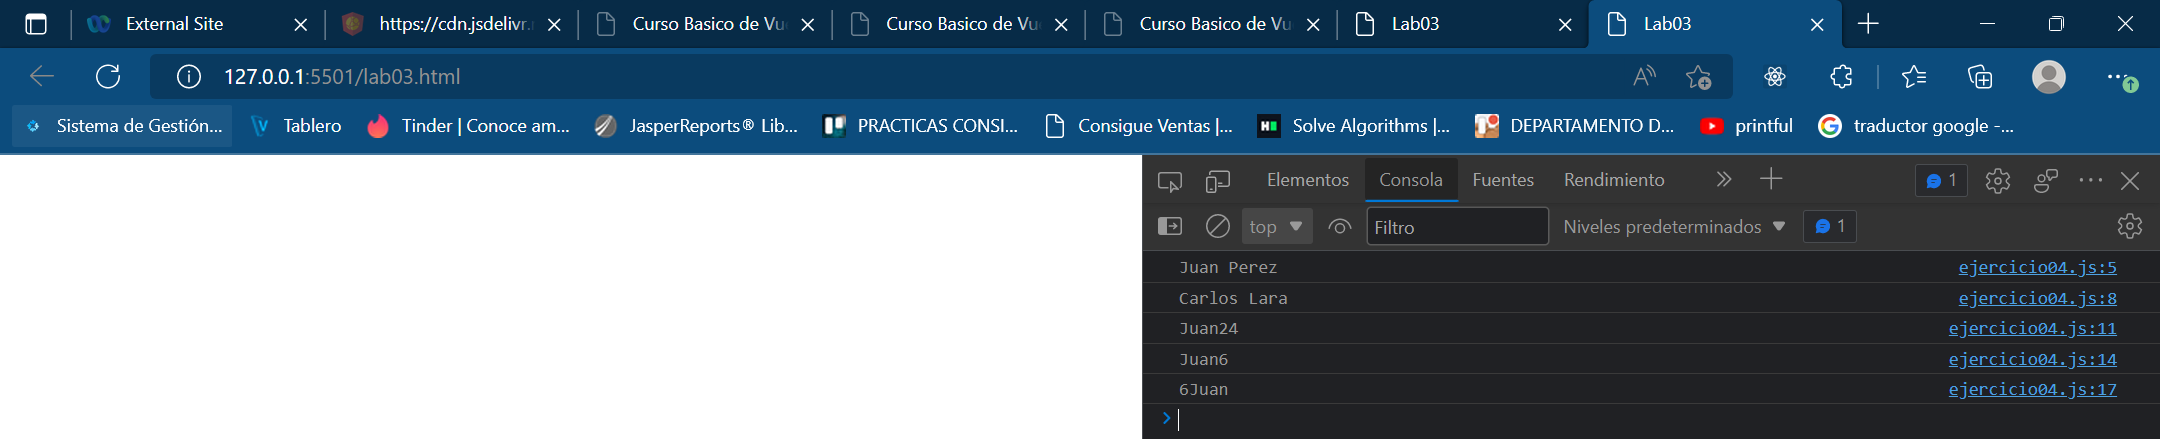 External Site https://cdn.jsdelivr. Curso Basico de Vu Curso Basico de Vu Curso Basico de Vu Lab03 Lab03
127.0.0.1:5501/lab03.html
Sistema de Gestión... Tablero Tinder | Conoce am... JasperReports® Lib... PRACTICAS CONSI... Consigue Ventas |... Solve Algorithms |... DEPARTAMENTO D... printful traductor google -...
Elementos Consola Fuentes Rendimiento 1
top Filtro Niveles predeterminados 1
Juan Perez ejercicio04.js:5
Carlos Lara ejercicio04.js:8
Juan24 ejercicio04.js:11
Juan6 ejercicio04.js:14
6Juan ejercicio04.js:17